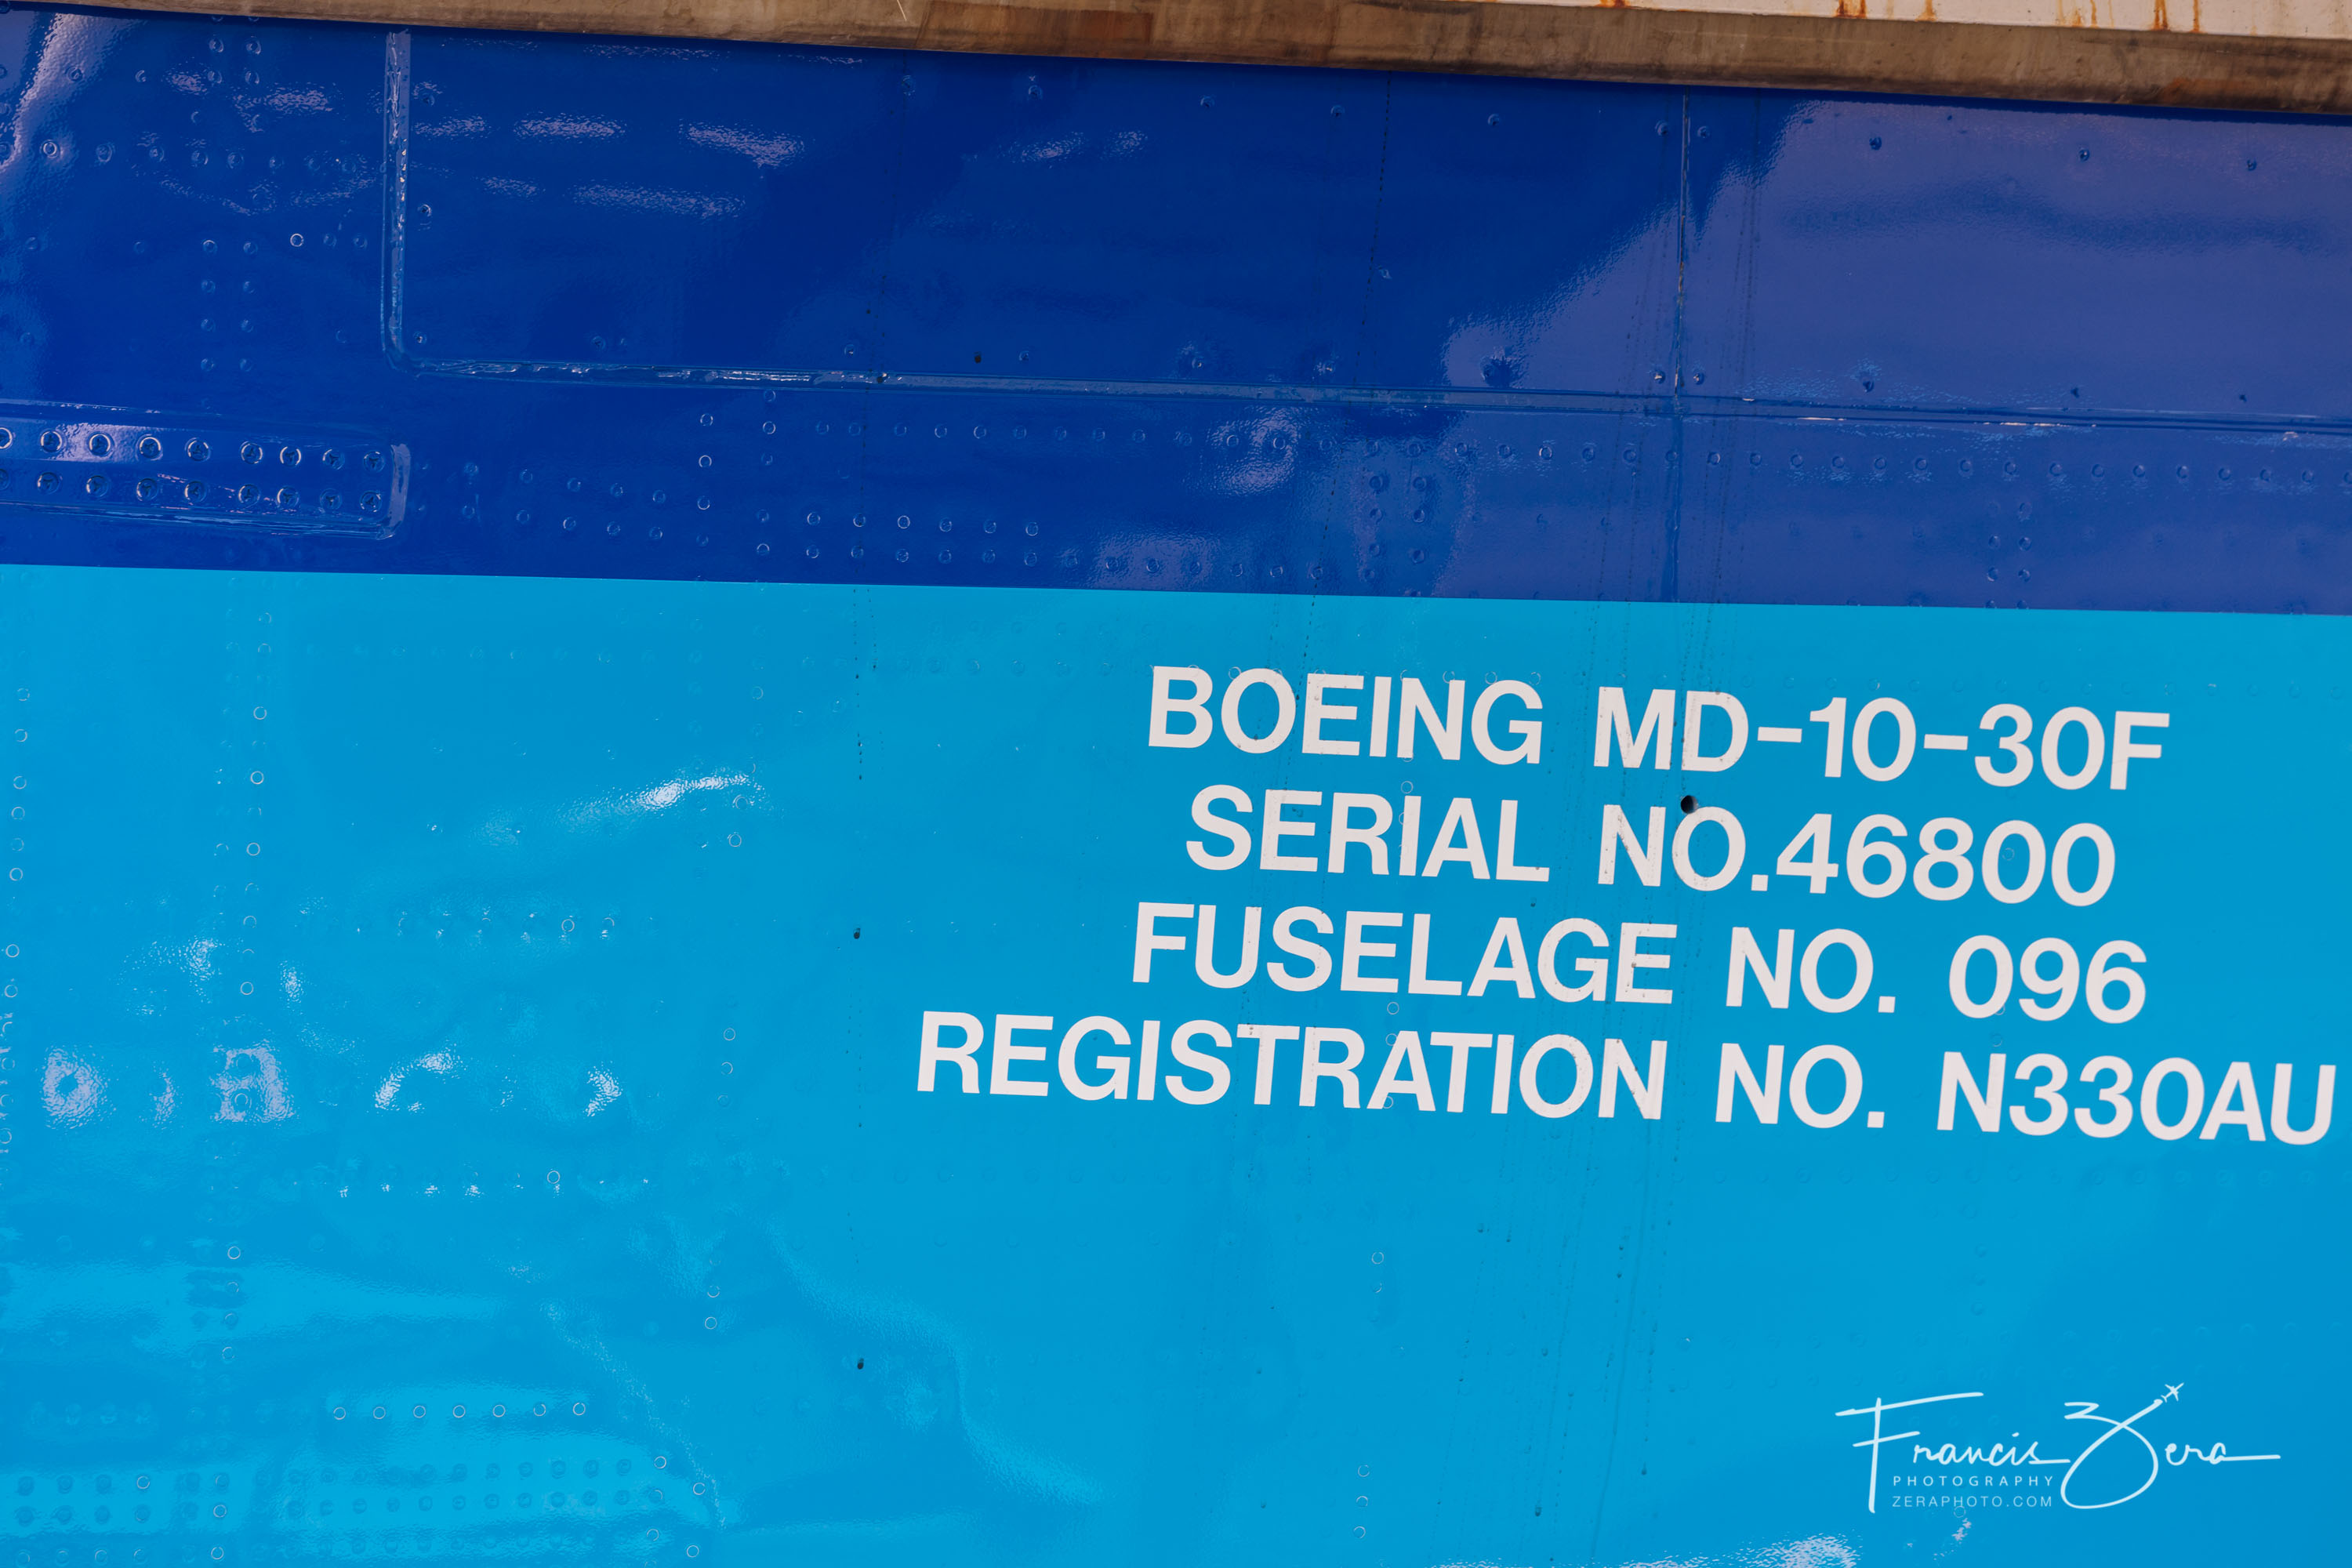 BOEING MD-10-30F
SERIAL NO.46800
FUSELAGE NO. 096
REGISTRATION NO. N330AU
Francis Zera
PHOTOGRAPHY
ZERAPHOTO.COM